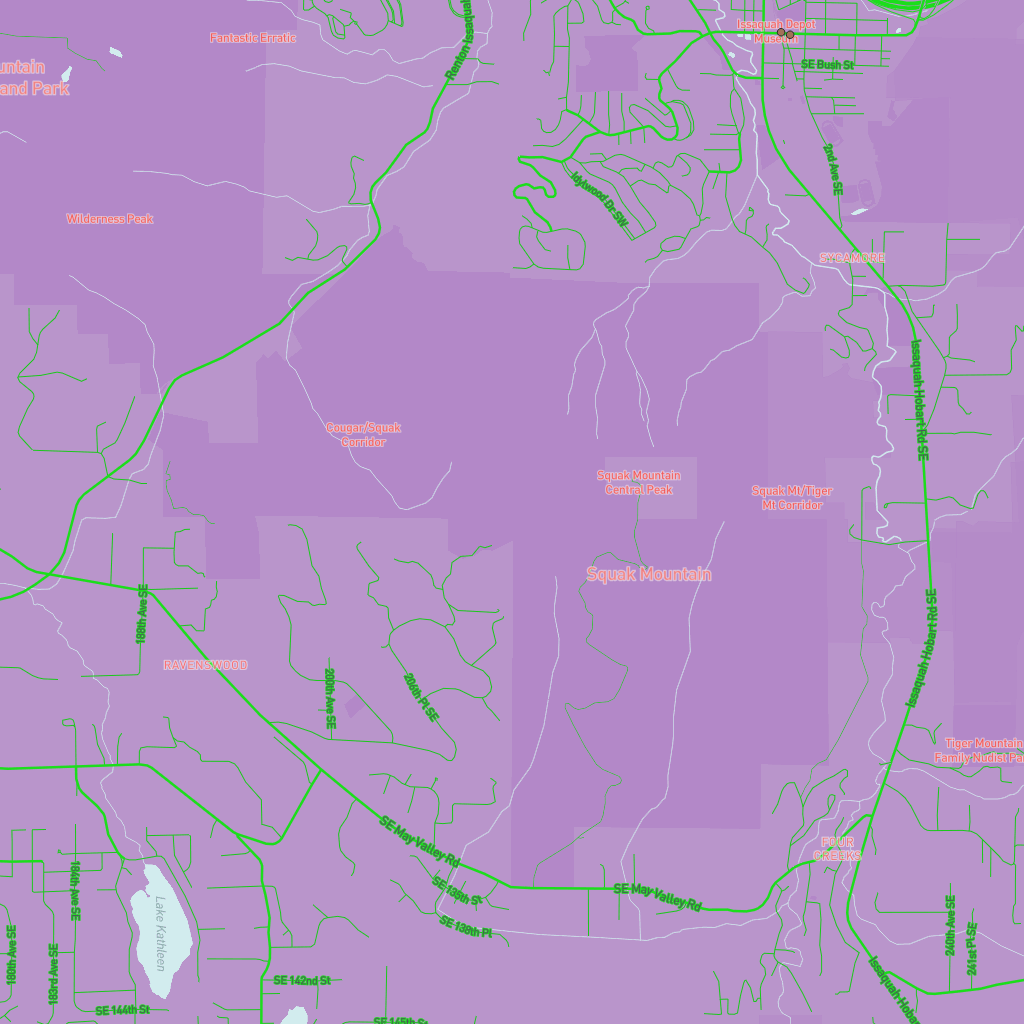 Issaquah Depot
Museum
Fantastic Erratic
SE Bush St
untain
and Park
Renton Iss
2nd Ave SE
Idylwood Dr SW
Wilderness Peak
SYCAMORE
Issaquah Hobart Rd SE
Cougar/Squak
Corridor
Squak Mountain
Central Peak
Squak Mt/Tiger
Mt Corridor
Squak Mountain
188th Ave SE
Issaquah Hobart Rd SE
RAVENSWOOD
200th Ave SE
206th Pl SE
Tiger Mountain
Family Nudist Par
SE May Valley Rd
FOUR
CREEKS
184th Ave SE
SE 135th St
SE May Valley Rd
Lake Kathleen
SE 138th Pl
180th Ave SE
183rd Ave SE
240th Ave SE
241st Pl SE
SE 142nd St
Issaquah Hobar
SE 144th St
SE 145th St